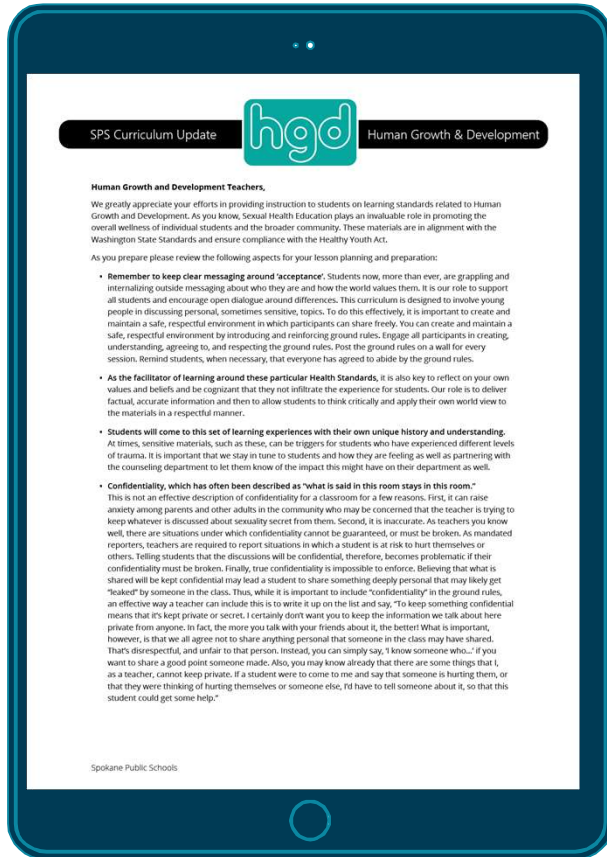 SPS Curriculum Update
hgd
Human Growth & Development
Human Growth and Development Teachers,
We greatly appreciate your efforts in providing instruction to students on learning standards related to Human
Growth and Development. As you know, Sexual Health Education plays an invaluable role in promoting the
overall wellness of individual students and the broader community. These materials are in alignment with the
Washington State Standards and ensure compliance with the Healthy Youth Act.
As you prepare please review the following aspects for your lesson planning and preparation:
• Remember to keep clear messaging around ‘acceptance’. Students now, more than ever, are grappling and
internalizing outside messaging about who they are and how the world values them. It is our role to support
all students and encourage open dialogue around differences. This curriculum is designed to involve young
people in discussing personal, sometimes sensitive, topics. To do this effectively, it is important to create and
maintain a safe, respectful environment in which participants can share freely. You can create and maintain a
safe, respectful environment by introducing and reinforcing ground rules. Engage all participants in creating,
understanding, agreeing to, and respecting the ground rules. Post the ground rules on a wall for every
session. Remind students, when necessary, that everyone has agreed to abide by the ground rules.
• As the facilitator of learning around these particular Health Standards, it is also key to reflect on your own
values and beliefs and be cognizant that they not infiltrate the experience for students. Our role is to deliver
factual, accurate information and then to allow students to think critically and apply their own world view to
the materials in a respectful manner.
• Students will come to this set of learning experiences with their own unique history and understanding.
At times, sensitive materials, such as these, can be triggers for students who have experienced different levels
of trauma. It is important that we stay in tune to students and how they are feeling as well as partnering with
the counseling department to let them know of the impact this might have on their department as well.
• Confidentiality, which has often been described as “what is said in this room stays in this room.”
This is not an effective description of confidentiality for a classroom for a few reasons. First, it can raise
anxiety among parents and other adults in the community who may be concerned that the teacher is trying to
keep whatever is discussed about sexuality secret from them. Second, it is inaccurate. As teachers you know
well, there are situations under which confidentiality cannot be guaranteed, or must be broken. As mandated
reporters, teachers are required to report situations in which a student is at risk to hurt themselves or
others. Telling students that the discussions will be confidential, therefore, becomes problematic if their
confidentiality must be broken. Finally, true confidentiality is impossible to enforce. Believing that what is
shared will be kept confidential may lead a student to share something deeply personal that may likely get
“leaked” by someone in the class. Thus, while it is important to include “confidentiality” in the ground rules,
an effective way a teacher can include this is to write it up on the list and say, “To keep something confidential
means that it’s kept private or secret. I certainly don’t want you to keep the information we talk about here
private from anyone. In fact, the more you talk with your friends about it, the better! What is important,
however, is that we all agree not to share anything personal that someone in the class may have shared.
That’s disrespectful, and unfair to that person. Instead, you can simply say, ‘I know someone who...’ if you
want to share a good point someone made. Also, you may know already that there are some things that I,
as a teacher, cannot keep private. If a student were to come to me and say that someone is hurting them, or
that they were thinking of hurting themselves or someone else, I’d have to tell someone about it, so that this
student could get some help.”
Spokane Public Schools